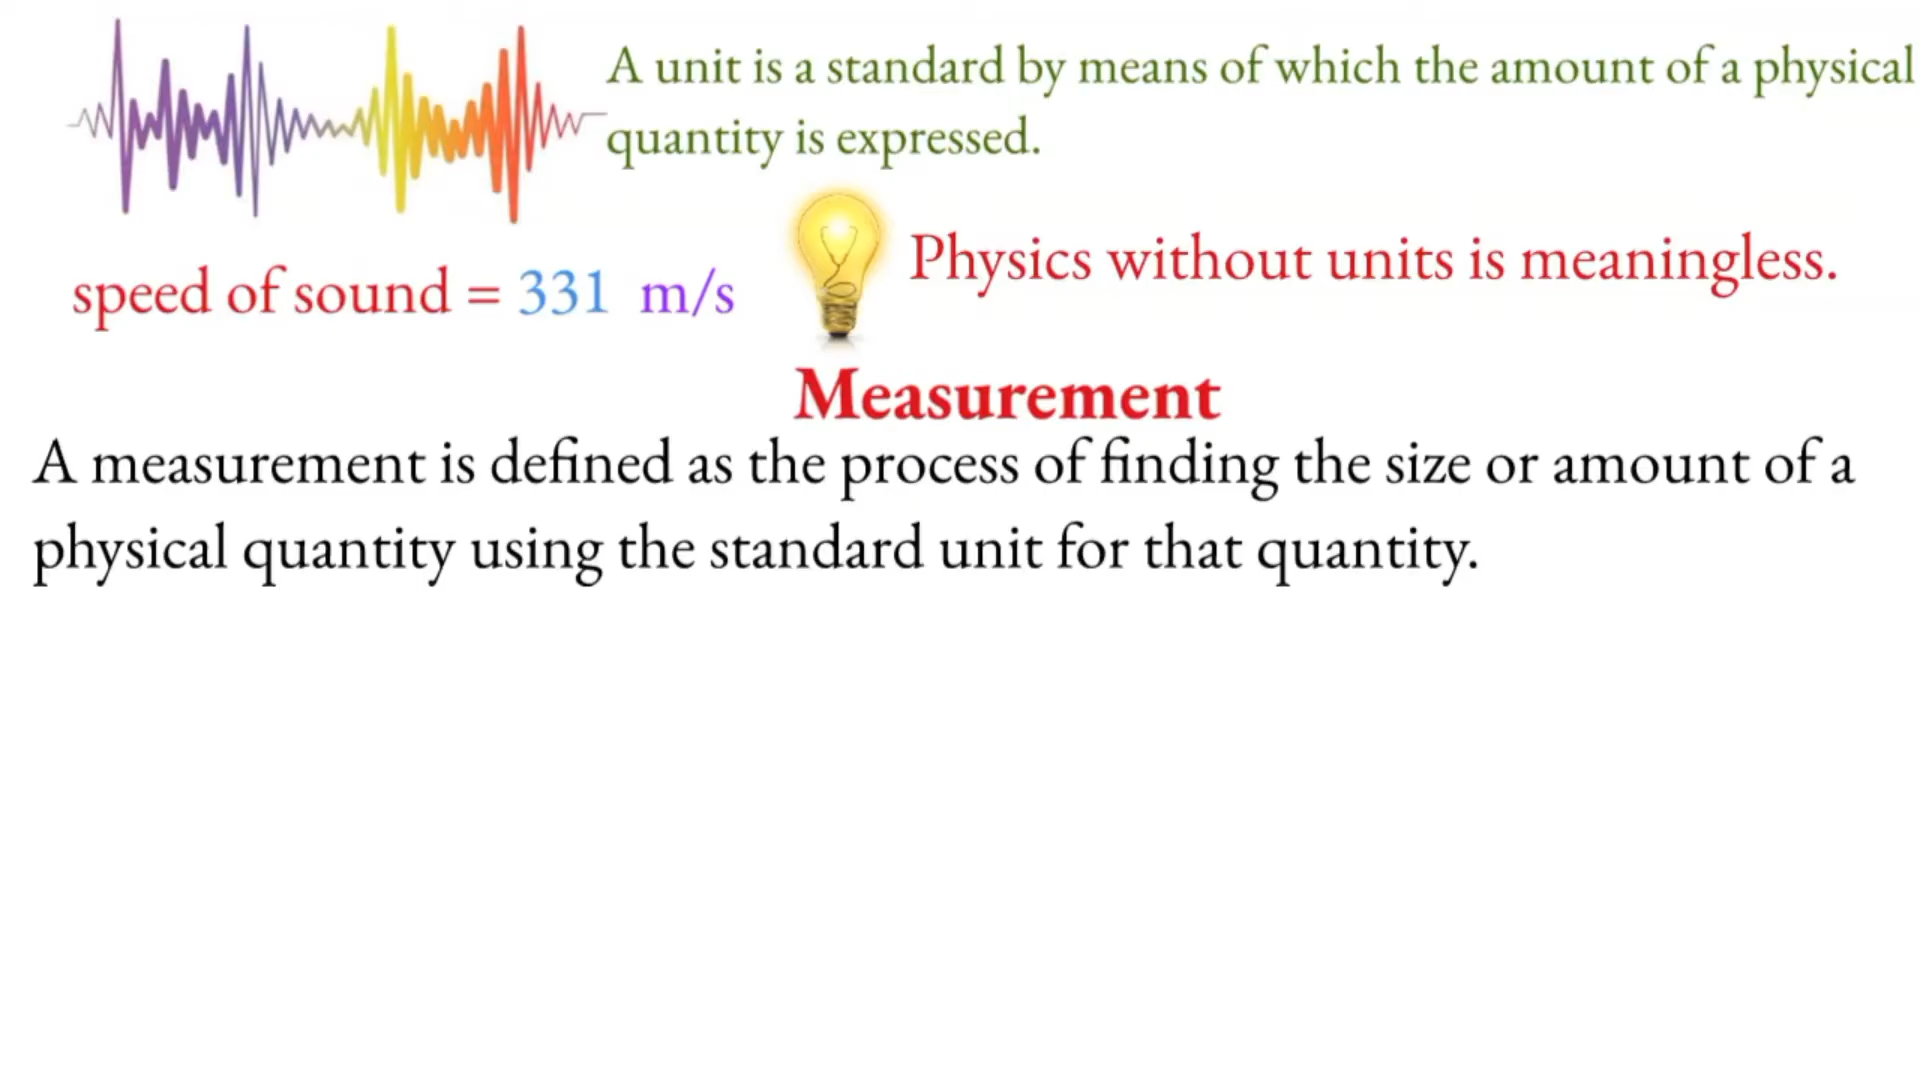 A unit is a standard by means of which the amount of a physical
quantity is expressed.
Physics without units is meaningless.
speed of sound = 331 m/s
Measurement
A measurement is defined as the process of finding the size or amount of a
physical quantity using the standard unit for that quantity.